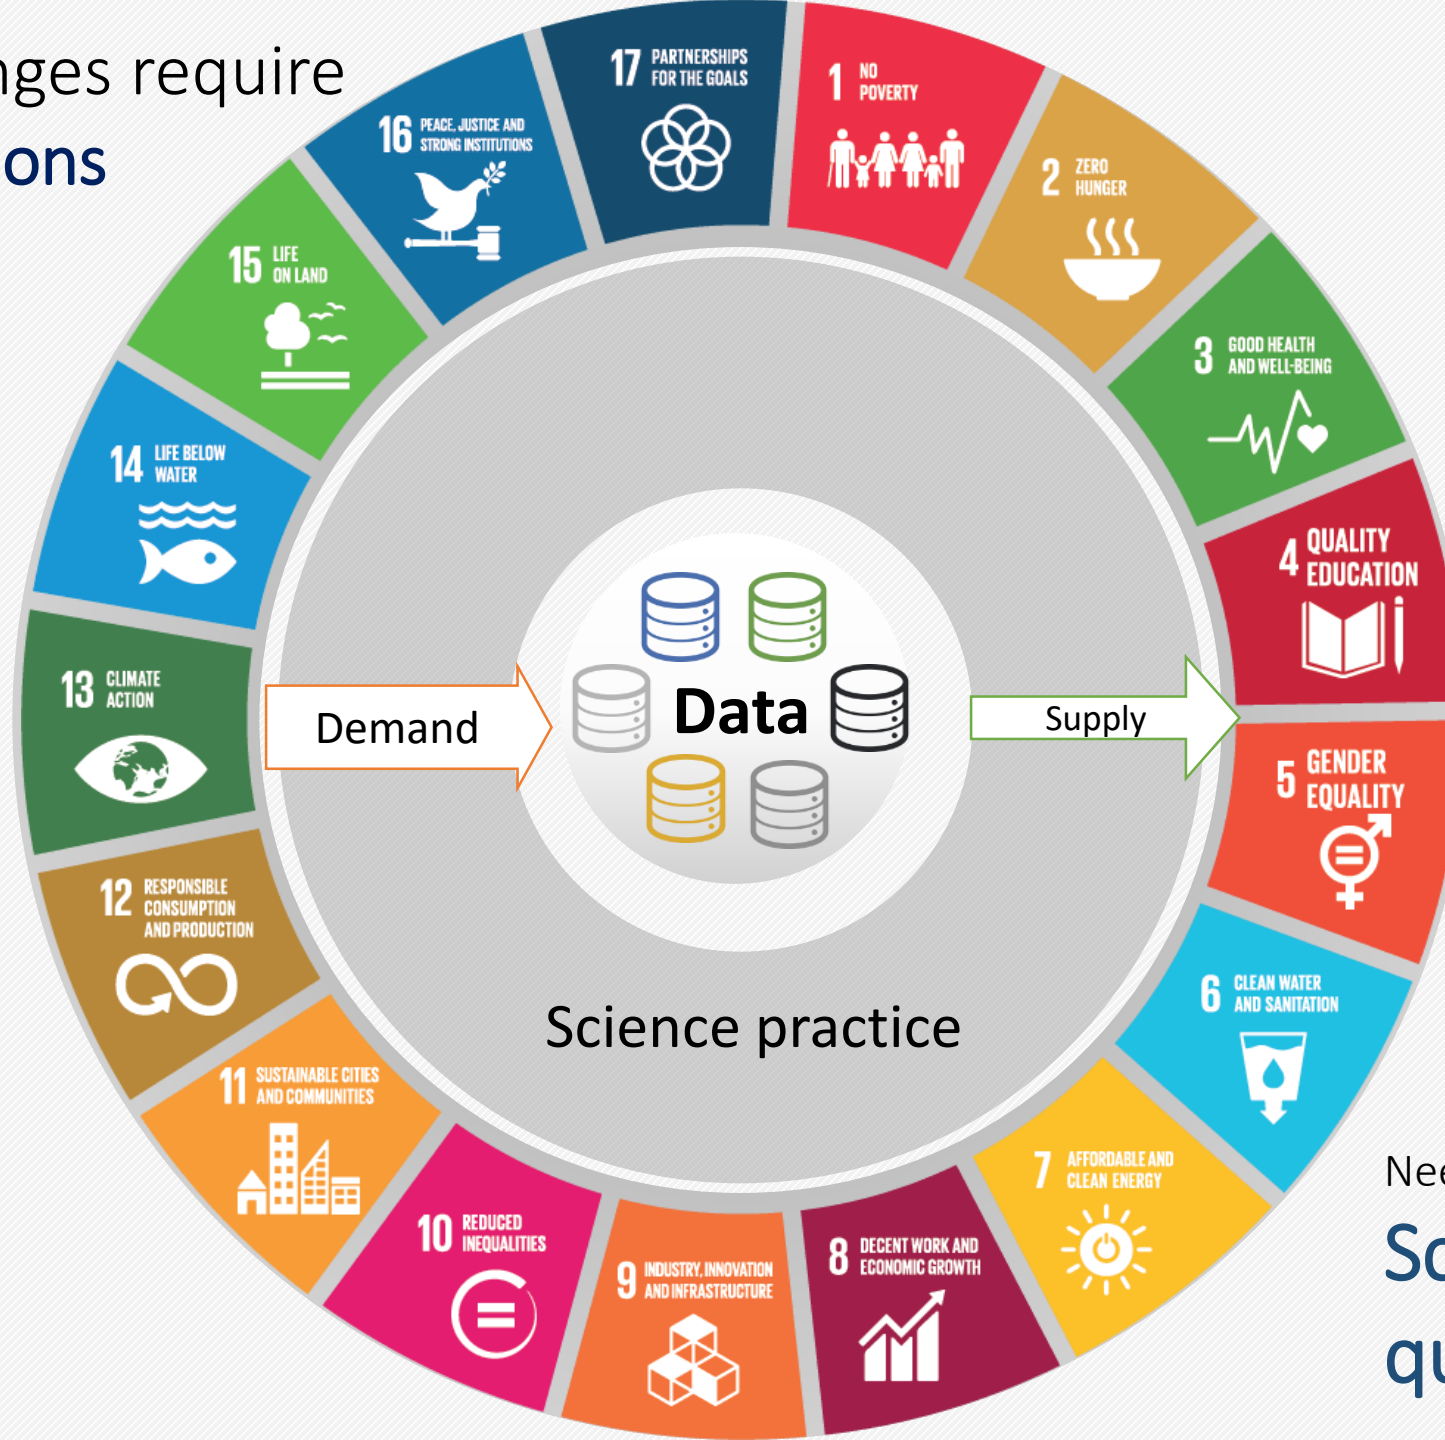 require
17 PARTNERSHIPS
FOR THE GOALS
1 NO
POVERTY
2 ZERO
HUNGER
3 GOOD HEALTH
AND WELL-BEING
4 QUALITY
EDUCATION
5 GENDER
EQUALITY
6 CLEAN WATER
AND SANITATION
7 AFFORDABLE AND
CLEAN ENERGY
8 DECENT WORK AND
ECONOMIC GROWTH
9 INDUSTRY, INNOVATION
AND INFRASTRUCTURE
10 REDUCED
INEQUALITIES
11 SUSTAINABLE CITIES
AND COMMUNITIES
12 RESPONSIBLE
CONSUMPTION
AND PRODUCTION
13 CLIMATE
ACTION
14 LIFE BELOW
WATER
15 LIFE
ON LAND
16 PEACE, JUSTICE AND
STRONG INSTITUTIONS
Demand
Data
Supply
Science practice